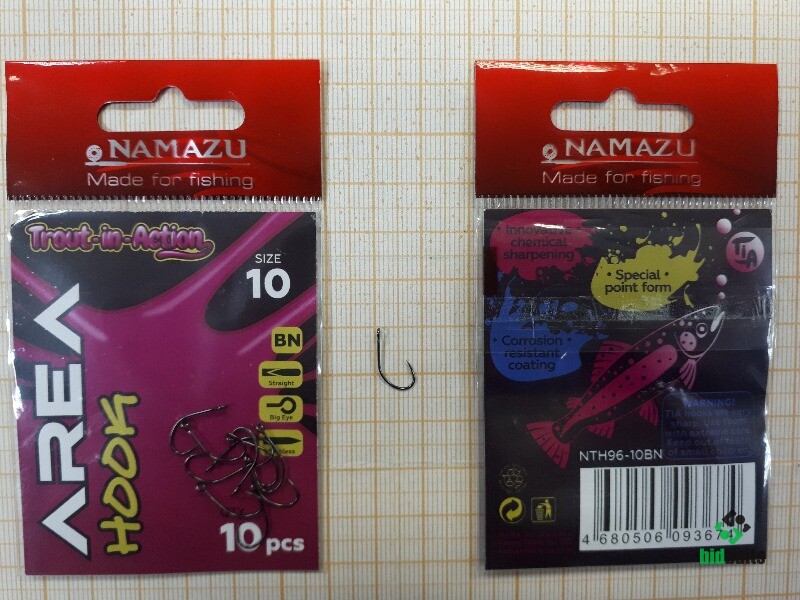 NAMAZU
Made for fishing
Trout-in-Action
SIZE
10
AREA
HOOK
BN
Straight
Big Eye
10 pcs
NAMAZU
Made for fishing
Innovative
chemical
sharpening
TiA
Special
point form
Corrosion
resistant
coating
WARNING!
NTH96-10BN
4 680506 09367
bid